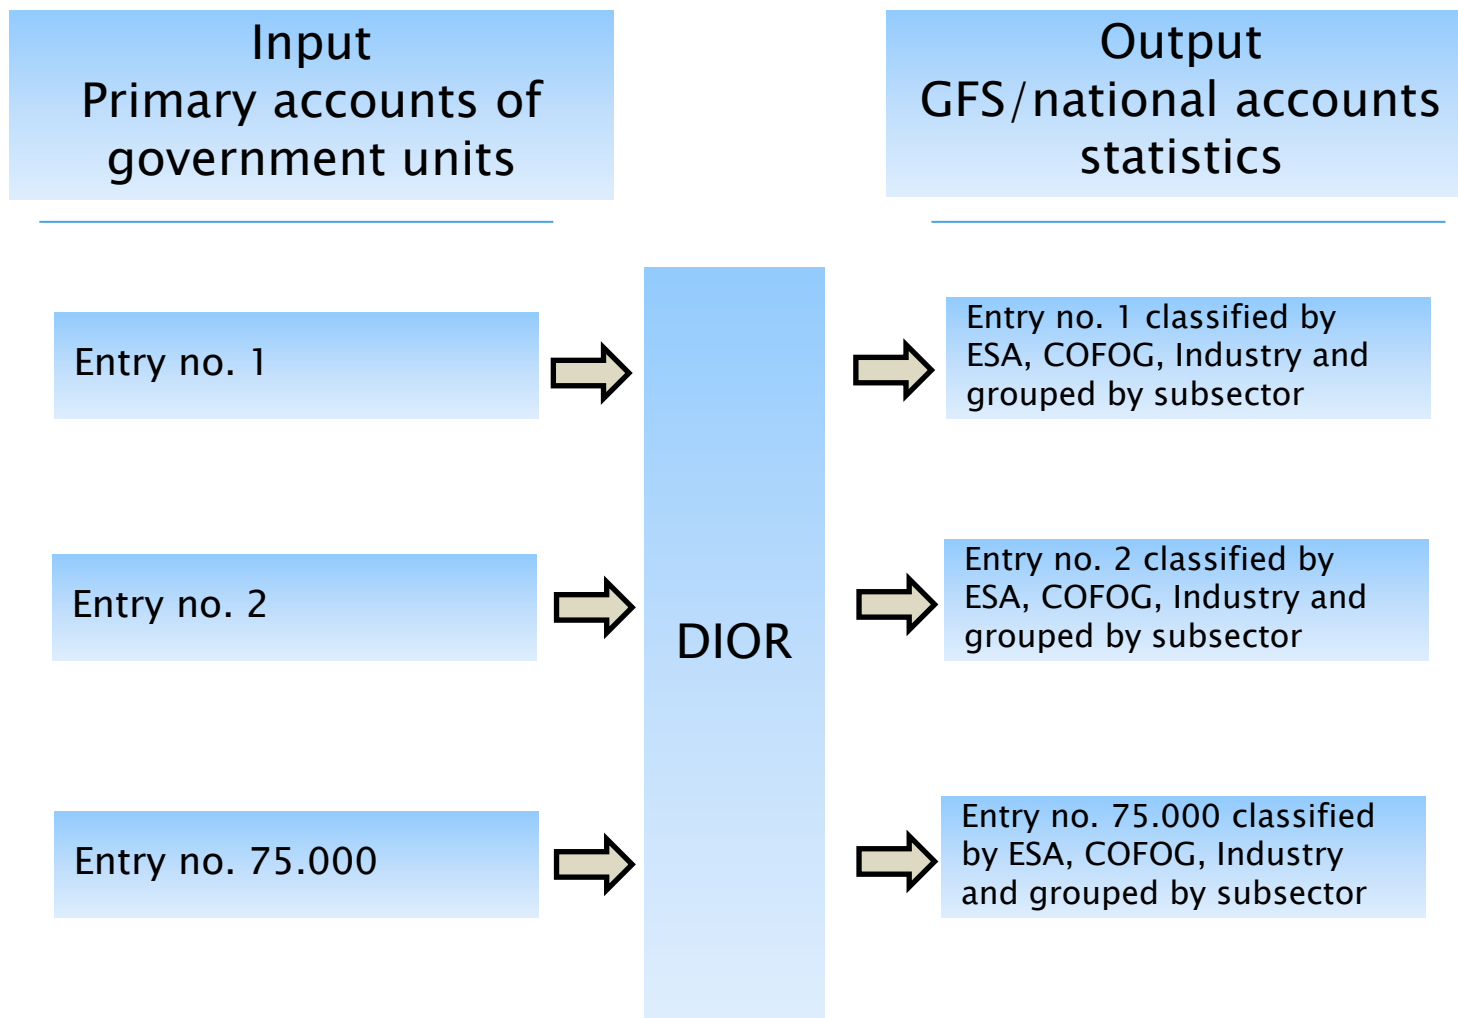 Input
Primary accounts of
government units
Output
GFS/national accounts
statistics
Entry no. 1
Entry no. 1 classified by
ESA, COFOG, Industry and
grouped by subsector
Entry no. 2
DIOR
Entry no. 2 classified by
ESA, COFOG, Industry and
grouped by subsector
Entry no. 75.000
Entry no. 75.000 classified
by ESA, COFOG, Industry
and grouped by subsector